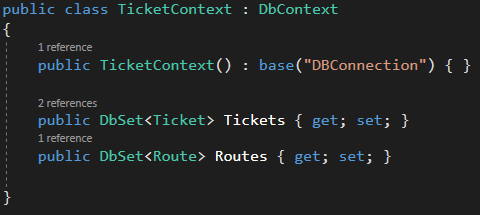 public class TicketContext : DbContext
{
1 reference
public TicketContext() : base("DBConnection") { }
2 references
public DbSet<Ticket> Tickets { get; set; }
1 reference
public DbSet<Route> Routes { get; set; }
}